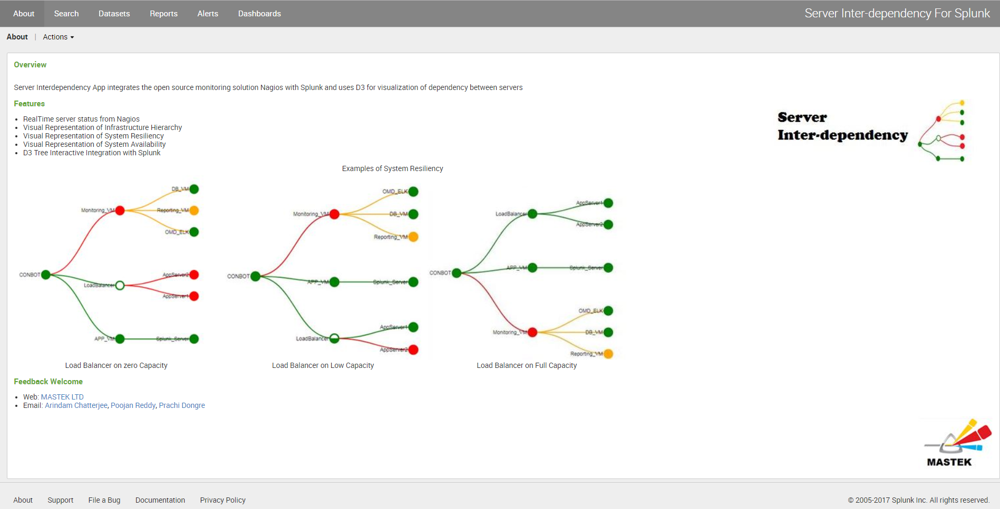 About Search Datasets Reports Alerts Dashboards Server Inter-dependency For Splunk
About | Actions
Overview
Server Interdependency App integrates the open source monitoring solution Nagios with Splunk and uses D3 for visualization of dependency between servers
Features
RealTime server status from Nagios
Visual Representation of Infrastructure Hierarchy
Visual Representation of System Resiliency
Visual Representation of System Availability
D3 Tree Interactive Integration with Splunk
Server
Inter-dependency
Examples of System Resiliency
DB_VM
Monitoring_VM
Reporting_VM
OMD_ELK
CONBOT
AppServer2
LoadBalancer
AppServer1
APP_VM
Splunk_Server
Load Balancer on zero Capacity
OMD_ELK
Monitoring_VM
DB_VM
Reporting_VM
CONBOT
APP_VM
Splunk_Server
AppServer1
LoadBalancer
AppServer2
Load Balancer on Low Capacity
AppServer1
LoadBalancer
AppServer2
APP_VM
Splunk_Server
CONBOT
OMD_ELK
Monitoring_VM
DB_VM
Reporting_VM
Load Balancer on Full Capacity
Feedback Welcome
Web: MASTEK LTD
Email: Arindam Chatterjee, Poojan Reddy, Prachi Dongre
MASTEK
About Support File a Bug Documentation Privacy Policy © 2005-2017 Splunk Inc. All rights reserved.